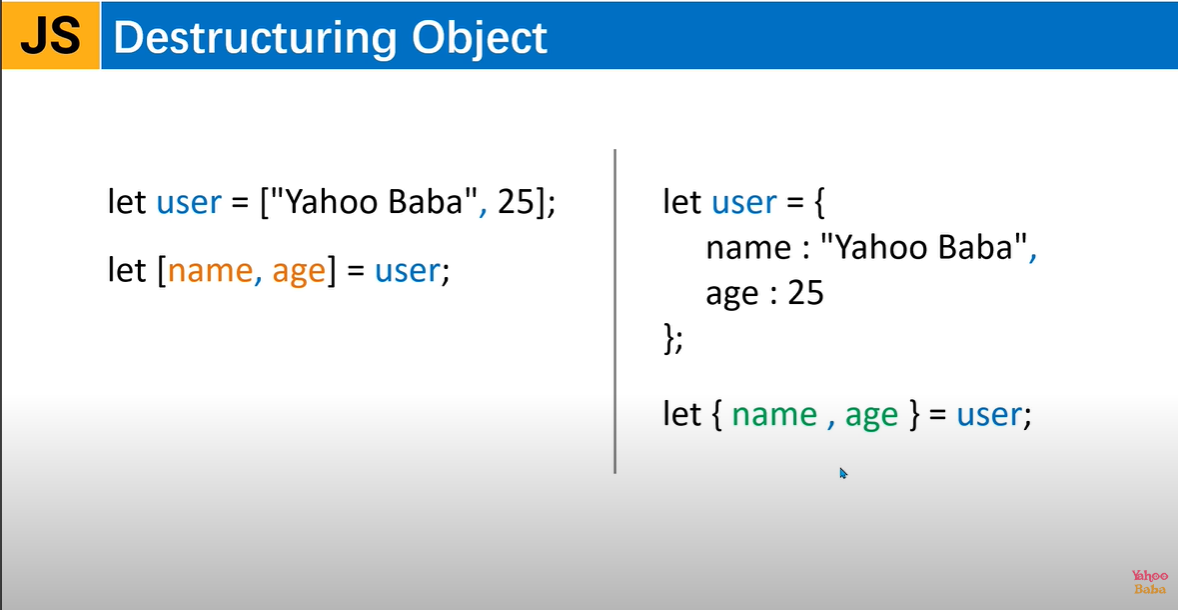 JS Destructuring Object
let user = ["Yahoo Baba", 25];
let [name, age] = user;
let user = {
name : "Yahoo Baba",
age : 25
};
let { name , age } = user;
Yahoo
Baba